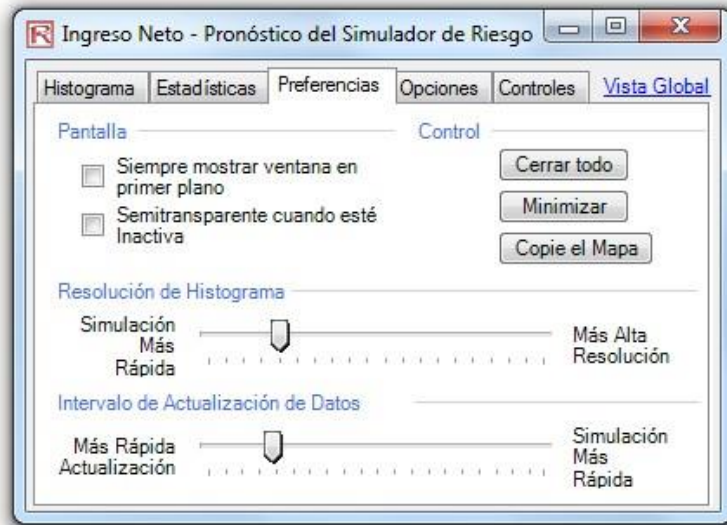 R Ingreso Neto - Pronóstico del Simulador de Riesgo
Histograma Estadísticas Preferencias Opciones Controles Vista Global
Pantalla Control
Siempre mostrar ventana en
primer plano
Semitransparente cuando esté
Inactiva
Cerrar todo
Minimizar
Copie el Mapa
Resolución de Histograma
Simulación
Más
Rápida
Más Alta
Resolución
Intervalo de Actualización de Datos
Más Rápida
Actualización
Simulación
Más
Rápida